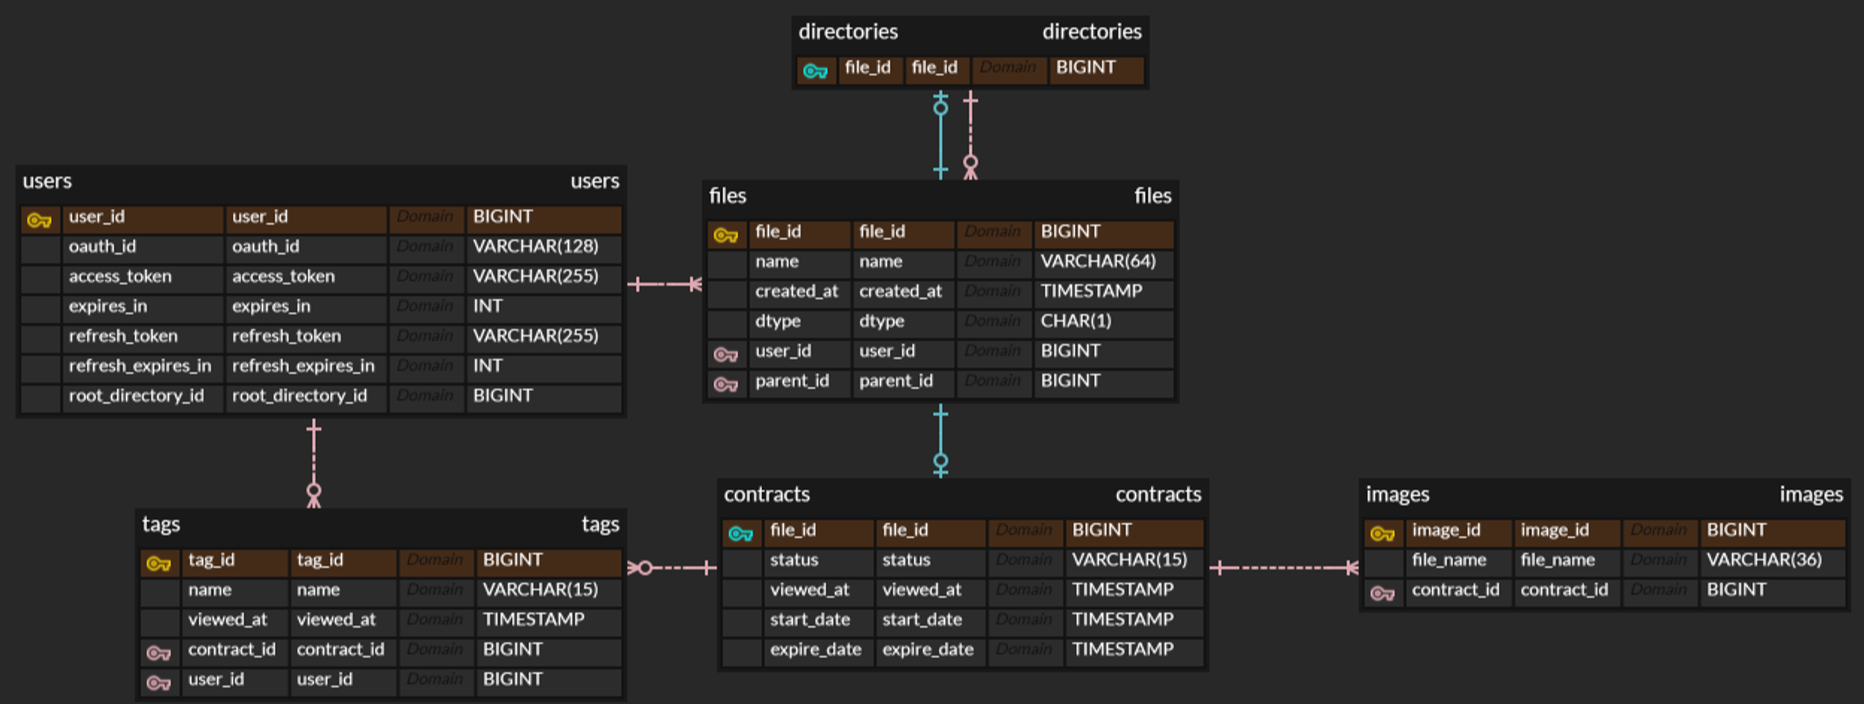 directories directories
file_id file_id Domain BIGINT
users users
user_id user_id Domain BIGINT
oauth_id oauth_id Domain VARCHAR(128)
access_token access_token Domain VARCHAR(255)
expires_in expires_in Domain INT
refresh_token refresh_token Domain VARCHAR(255)
refresh_expires_in refresh_expires_in Domain INT
root_directory_id root_directory_id Domain BIGINT
files files
file_id file_id Domain BIGINT
name name Domain VARCHAR(64)
created_at created_at Domain TIMESTAMP
dtype dtype Domain CHAR(1)
user_id user_id Domain BIGINT
parent_id parent_id Domain BIGINT
tags tags
tag_id tag_id Domain BIGINT
name name Domain VARCHAR(15)
viewed_at viewed_at Domain TIMESTAMP
contract_id contract_id Domain BIGINT
user_id user_id Domain BIGINT
contracts contracts
file_id file_id Domain BIGINT
status status Domain VARCHAR(15)
viewed_at viewed_at Domain TIMESTAMP
start_date start_date Domain TIMESTAMP
expire_date expire_date Domain TIMESTAMP
images images
image_id image_id Domain BIGINT
file_name file_name Domain VARCHAR(36)
contract_id contract_id Domain BIGINT